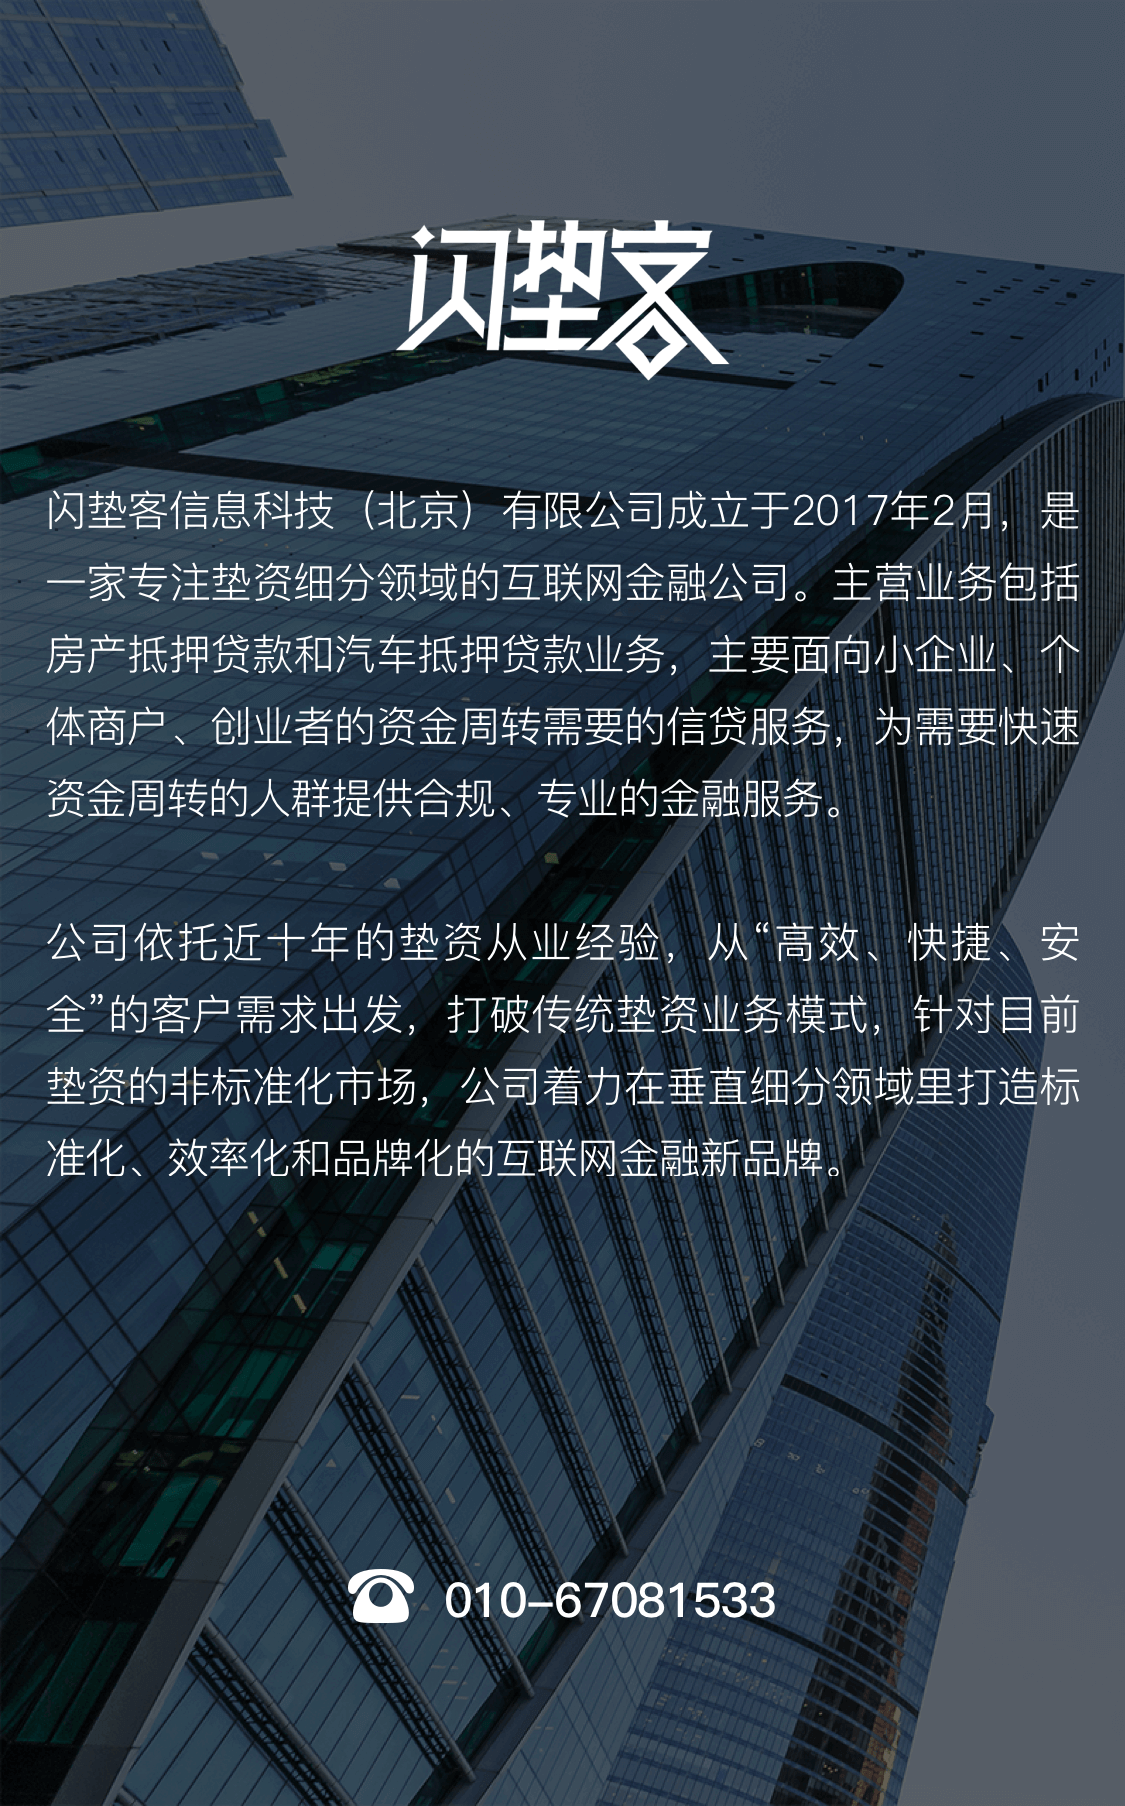 闪垫客
闪垫客信息科技（北京）有限公司成立于2017年2月，是
一家专注垫资细分领域的互联网金融公司。主营业务包括
房产抵押贷款和汽车抵押贷款业务，主要面向小企业、个
体商户、创业者的资金周转需要的信贷服务，为需要快速
资金周转的人群提供合规、专业的金融服务。
公司依托近十年的垫资从业经验，从“高效、快捷、安
全”的客户需求出发，打破传统垫资业务模式，针对目前
垫资的非标准化市场，公司着力在垂直细分领域里打造标
准化、效率化和品牌化的互联网金融新品牌。
010-67081533